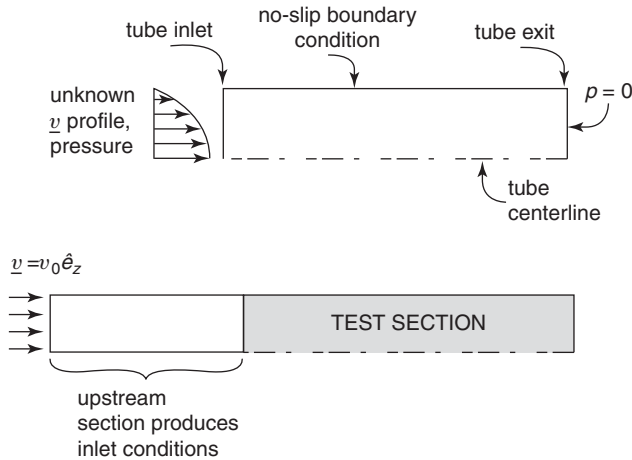 no-slip boundary
condition
tube inlet
tube exit
unknown
v profile,
pressure
p = 0
tube
centerline
v =v₀êz
TEST SECTION
upstream
section produces
inlet conditions